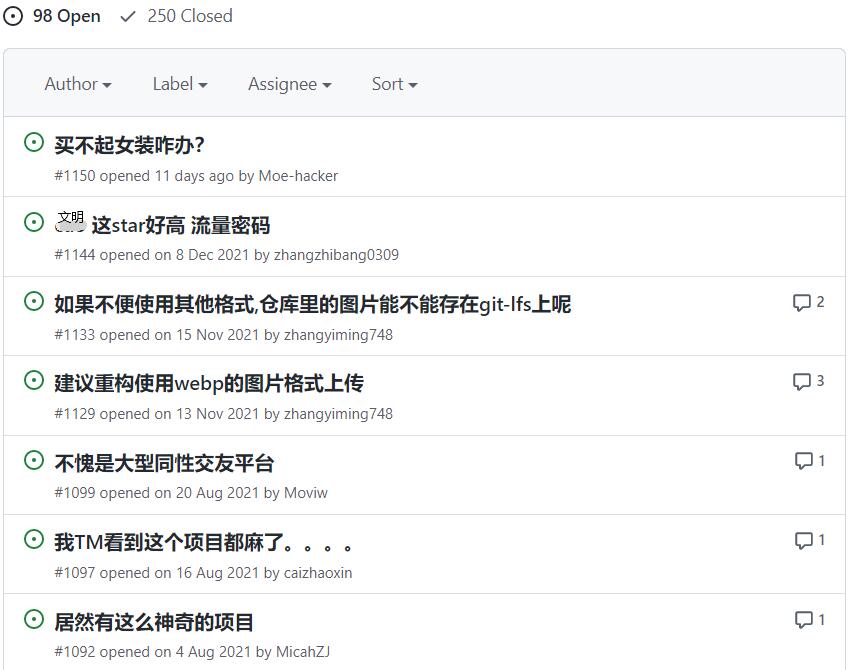 98 Open 250 Closed
Author Label Assignee Sort
买不起女装咋办？
#1150 opened 11 days ago by Moe-hacker
文明 这star好高 流量密码
#1144 opened on 8 Dec 2021 by zhangzhibang0309
如果不便使用其他格式,仓库里的图片能不能存在git-lfs上呢 2
#1133 opened on 15 Nov 2021 by zhangyiming748
建议重构使用webp的图片格式上传 3
#1129 opened on 13 Nov 2021 by zhangyiming748
不愧是大型同性交友平台 1
#1099 opened on 20 Aug 2021 by Moviw
我TM看到这个项目都麻了。。。。 1
#1097 opened on 16 Aug 2021 by caizhaoxin
居然有这么神奇的项目 1
#1092 opened on 4 Aug 2021 by MicahZJ